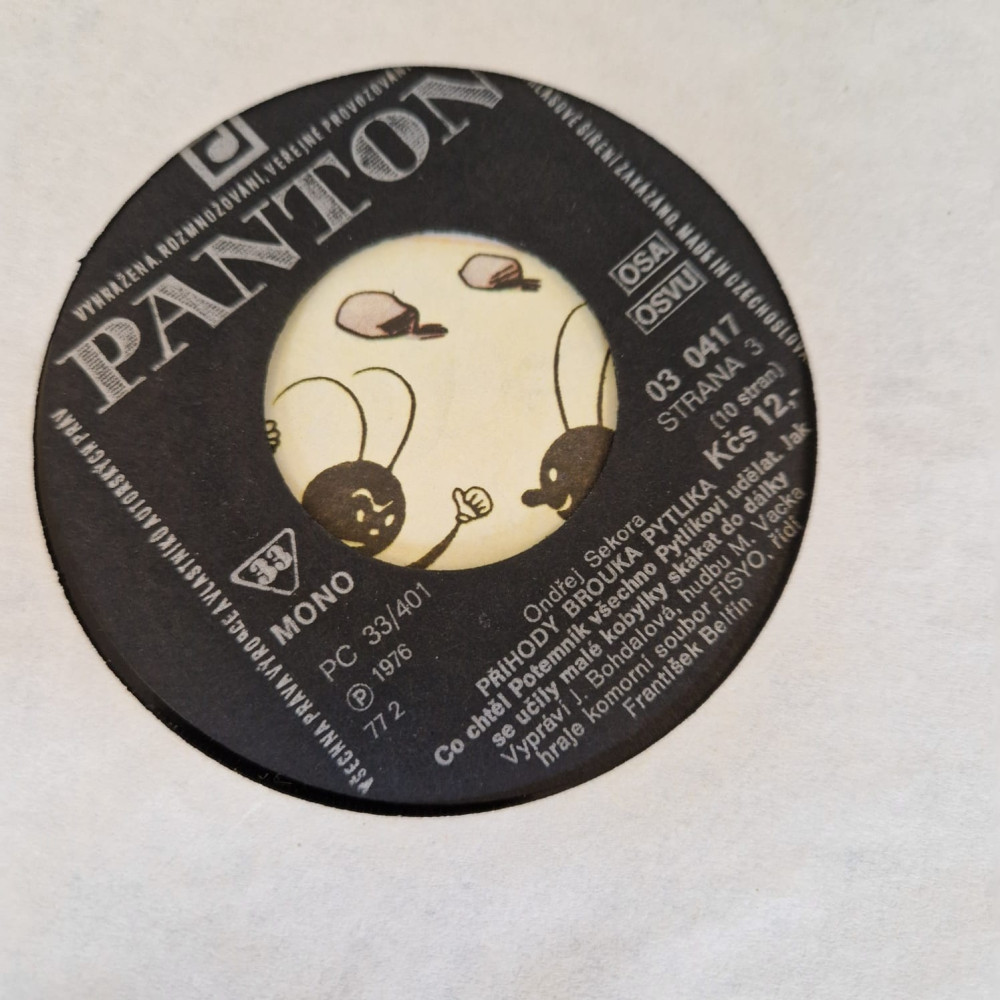 VYHRAZENA. ROZMNOŽOVÁNÍ, VEŘEJNÉ PROVOZOVÁNÍ
PANTON
ŠÍŘENÍ ZAKÁZÁNO. MADE IN CZECHOSLOV
OSA
OSVU
03 0417
STRANA 3
(10 stran)
Kčs 12,-
VŠECHNA PRÁVA VÝROBCE A VLASTNÍKŮ AUTORSKÝCH PRÁV
33
MONO
PC 33/401
Ⓟ 1976
77 2
Ondřej Sekora
PŘÍHODY BROUKA PYTLÍKA
Co chtěl Potemník všechno Pytlíkovi udělat. Jak
se učily malé kobylky skákat do dálky
Vypráví J. Bohdalová, hudbu M. Vacka
hraje komorní soubor FISYO, řídí
František Belfín